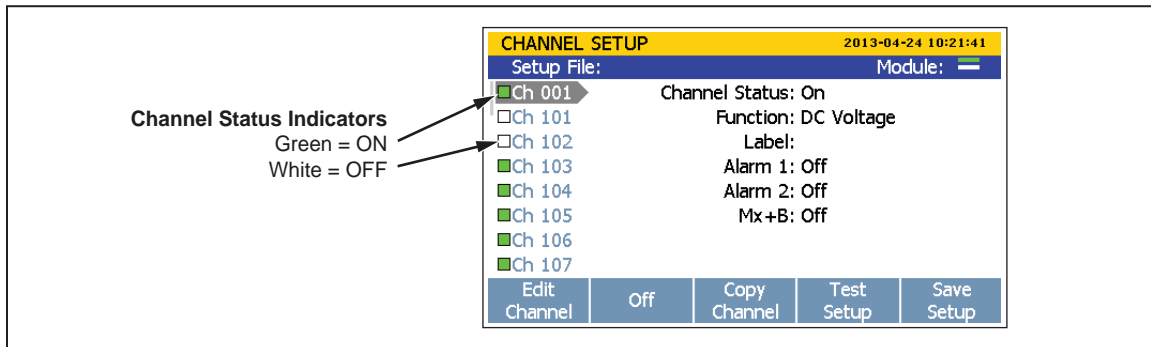 CHANNEL SETUP 2013-04-24 10:21:41
Setup File: Module:
Channel Status Indicators
Green = ON
White = OFF
Ch 001
Ch 101
Ch 102
Ch 103
Ch 104
Ch 105
Ch 106
Ch 107
Channel Status: On
Function: DC Voltage
Label:
Alarm 1: Off
Alarm 2: Off
Mx+B: Off
Edit Channel
Off
Copy Channel
Test Setup
Save Setup